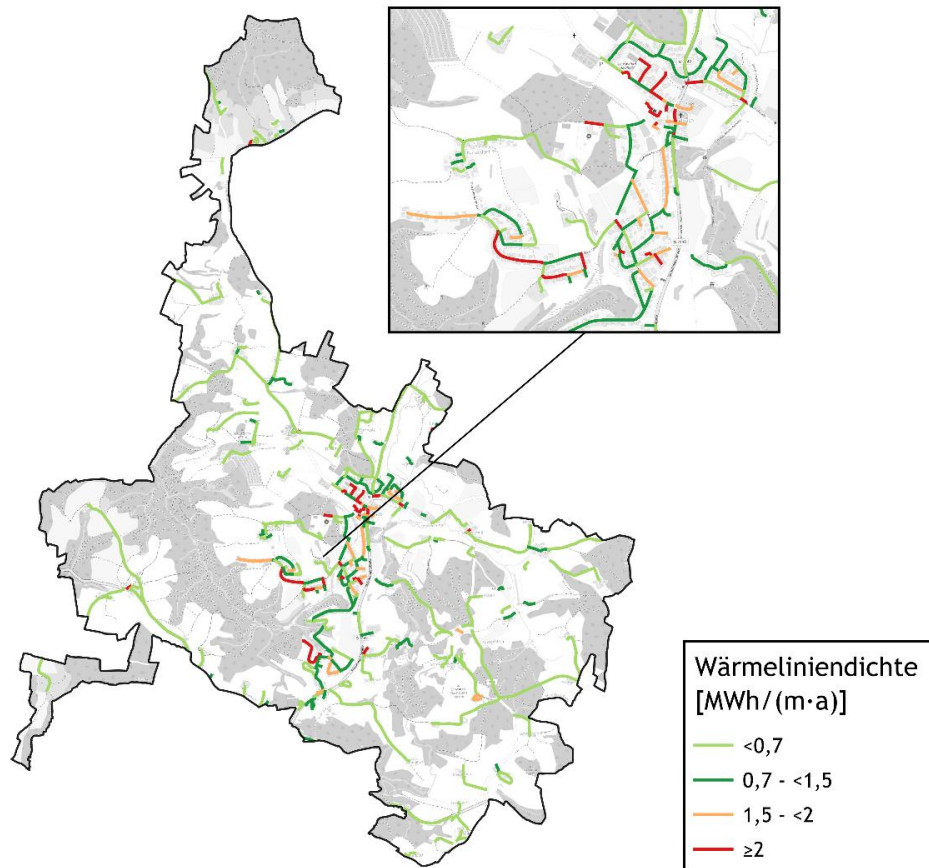 Wärmeliniendichte
[MWh/(m·a)]
<0,7
0,7 - <1,5
1,5 - <2
≥2